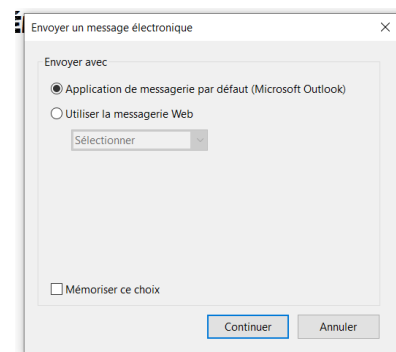 Envoyer un message électronique
Envoyer avec
Application de messagerie par défaut (Microsoft Outlook)
Utiliser la messagerie Web
Sélectionner
Mémoriser ce choix
Continuer
Annuler